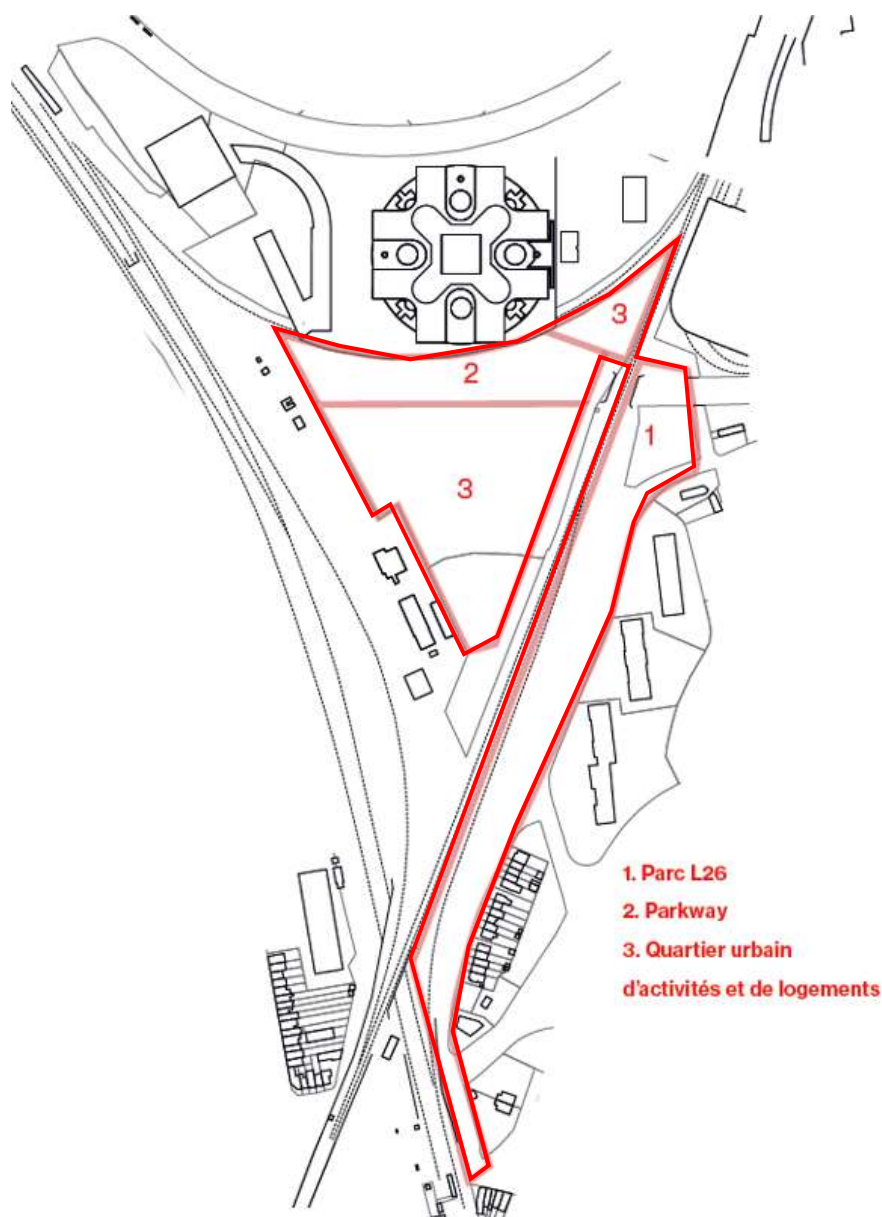 3
2
1
3
1. Parc L26
2. Parkway
3. Quartier urbain
d'activités et de logements